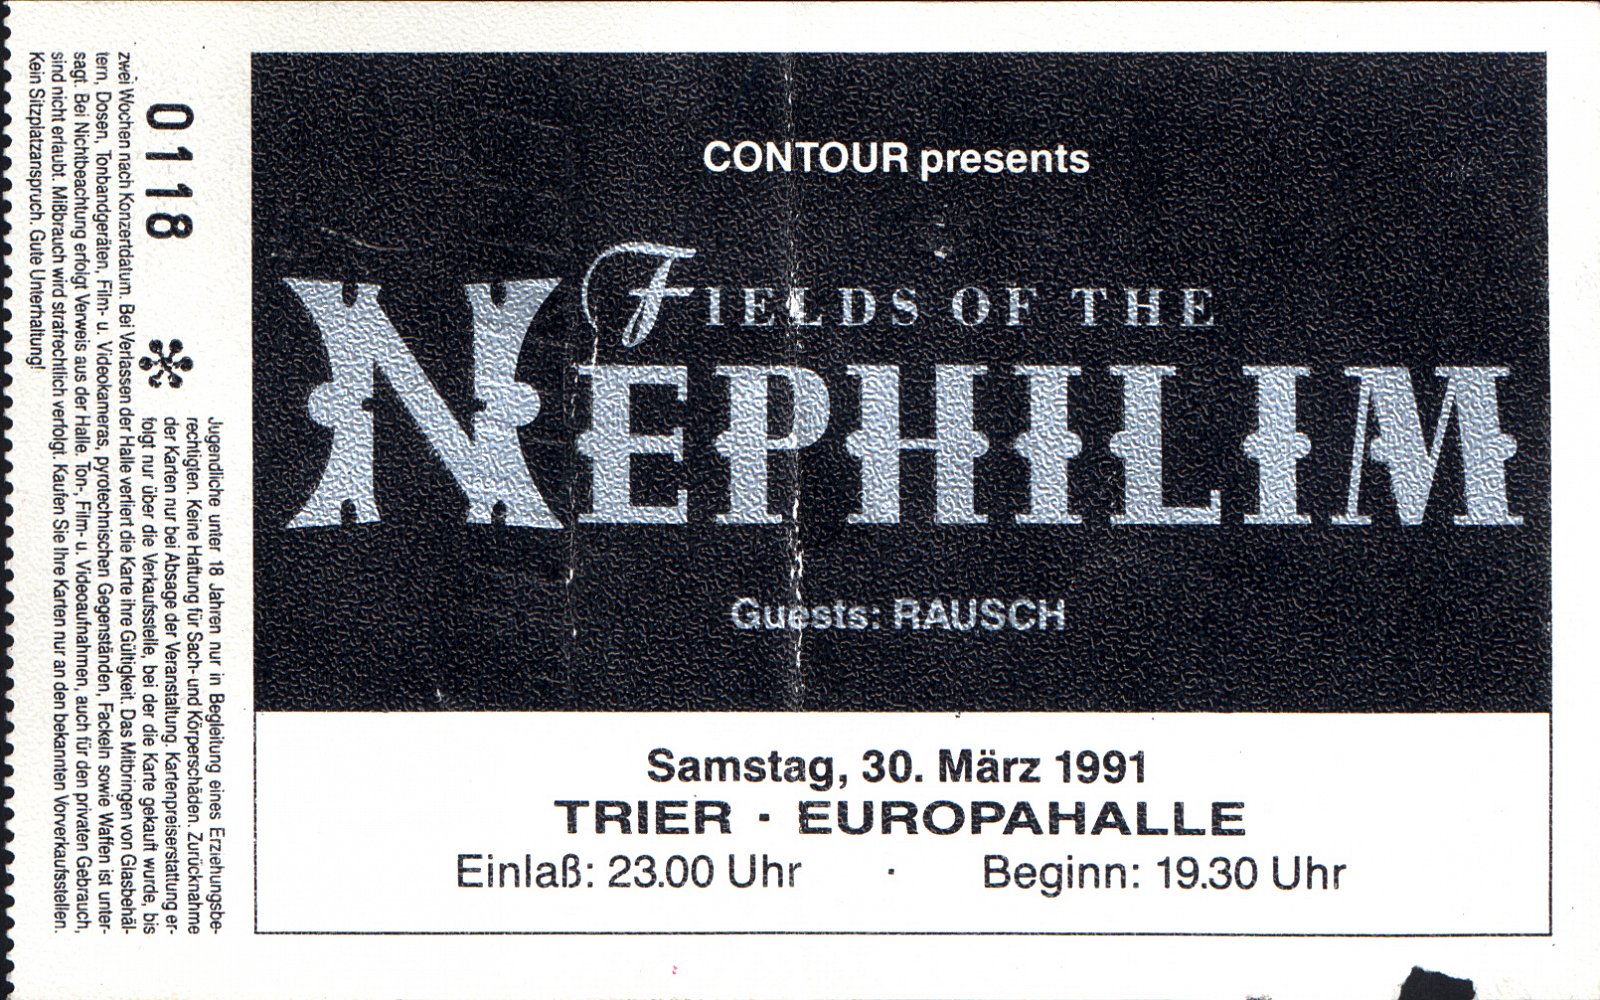 CONTOUR presents
FIELDS OF THE
NEPHILIM
Guests: RAUSCH
Samstag, 30. März 1991
TRIER · EUROPAHALLE
Einlaß: 23.00 Uhr · Beginn: 19.30 Uhr
0118 *
Jugendliche unter 18 Jahren nur in Begleitung eines Erziehungsbe-
rechtigten. Keine Haftung für Sach- und Körperschäden. Zurücknahme
der Karten nur bei Absage der Veranstaltung. Kartenpreiserstattung er-
folgt nur über die Verkaufsstelle, bei der die Karte gekauft wurde, bis
zwei Wochen nach Konzertdatum. Bei Verlassen der Halle verliert die Karte ihre Gültigkeit. Das Mitbringen von Glasbehäl-
tern, Dosen, Tonbandgeräten, Film- u. Videokameras, pyrotechnischen Gegenständen, Fackeln sowie Waffen ist unter-
sagt. Bei Nichtbeachtung erfolgt Verweis aus der Halle. Ton-, Film- u. Videoaufnahmen, auch für den privaten Gebrauch,
sind nicht erlaubt. Mißbrauch wird strafrechtlich verfolgt. Kaufen Sie Ihre Karten nur an den bekannten Vorverkaufsstellen.
Kein Sitzplatzanspruch. Gute Unterhaltung!